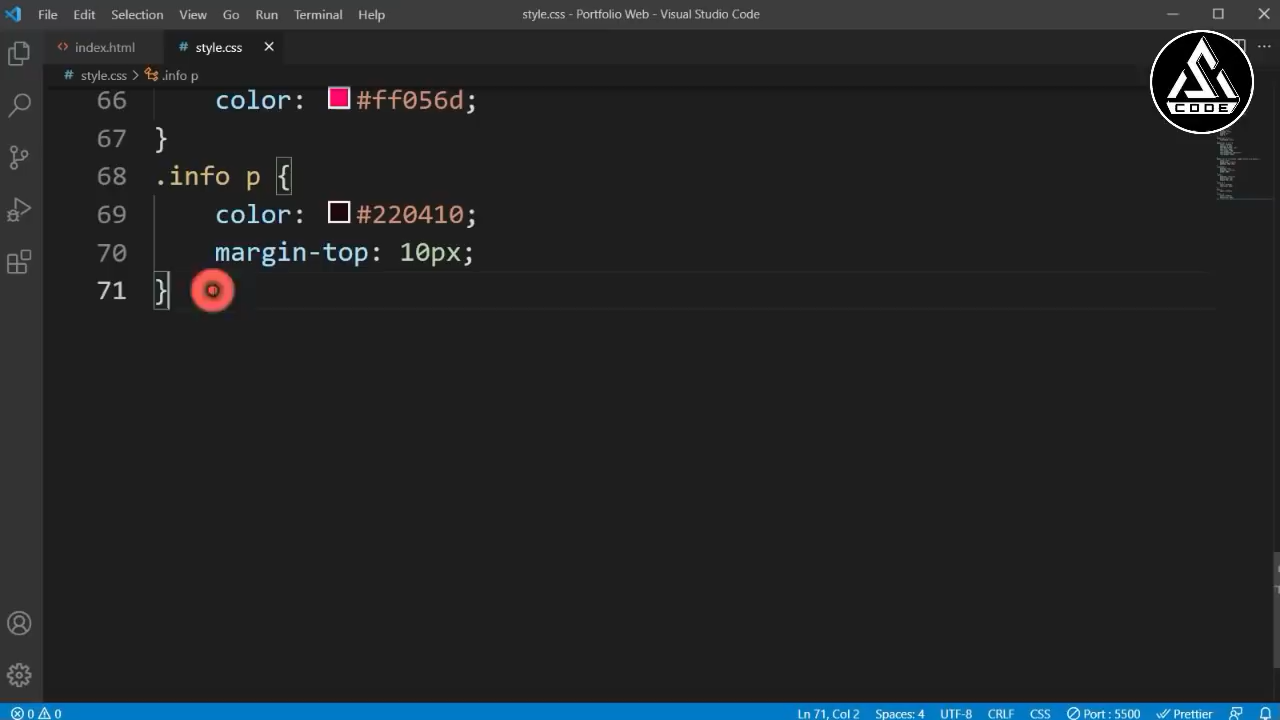 File Edit Selection View Go Run Terminal Help style.css - Portfolio Web - Visual Studio Code
index.html style.css
style.css > .info p
66 color: #ff056d;
67 }
68 .info p {
69 color: #220410;
70 margin-top: 10px;
71 }
CODE
0 0 Ln 71, Col 2 Spaces: 4 UTF-8 CRLF CSS Port : 5500 Prettier